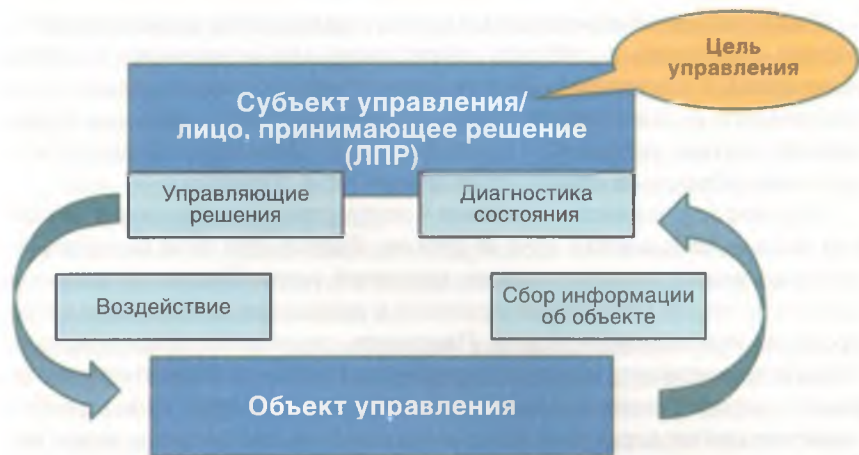 Цель
управления
Субъект управления/
лицо, принимающее решение
(ЛПР)
Управляющие
решения
Диагностика
состояния
Воздействие
Сбор информации
об объекте
Объект управления